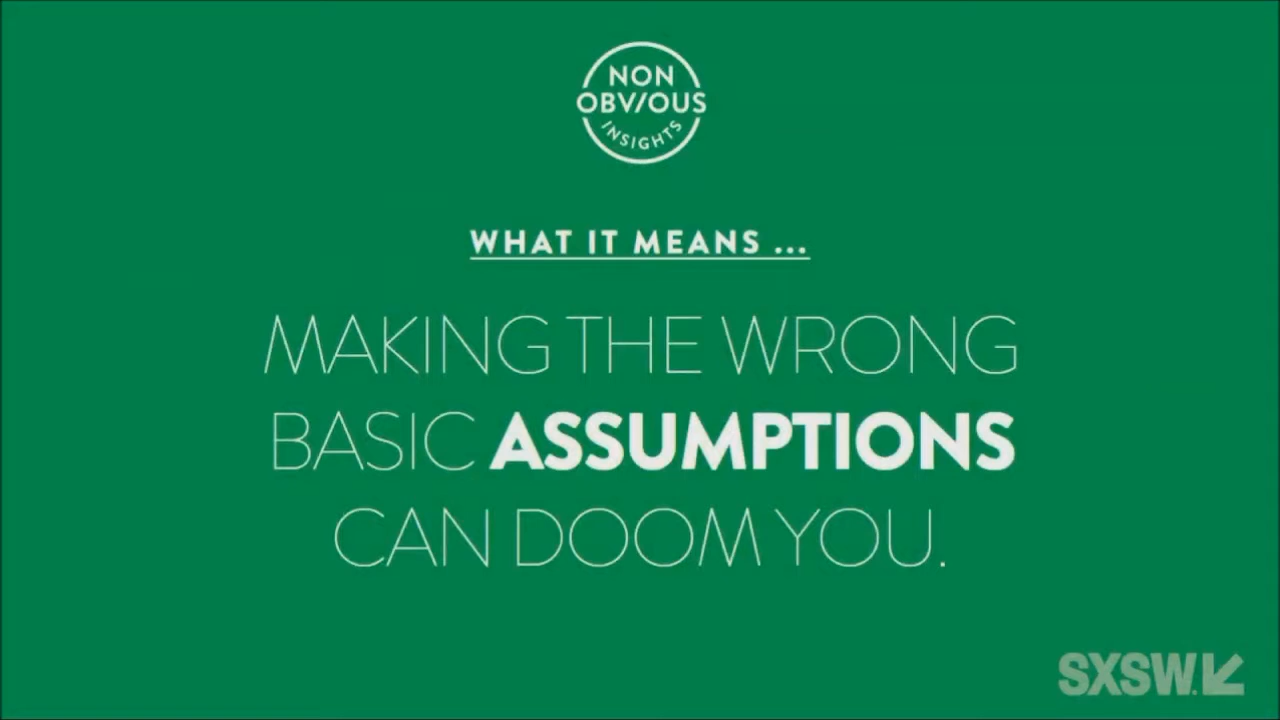 NON
OBV/OUS
INSIGHTS
WHAT IT MEANS ...
MAKING THE WRONG
BASIC ASSUMPTIONS
CAN DOOM YOU.
SXSW.